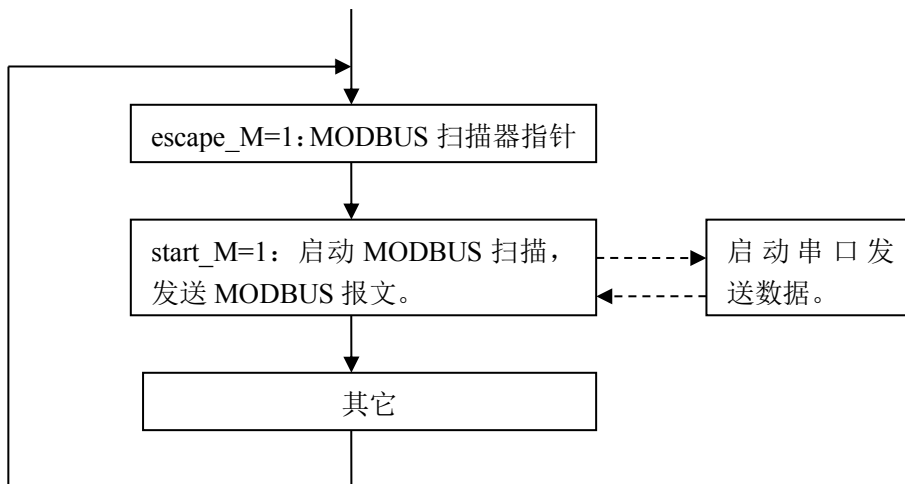 escape_M=1：MODBUS 扫描器指针
start_M=1：启动 MODBUS 扫描，
发送 MODBUS 报文。
启动串口发
送数据。
其它